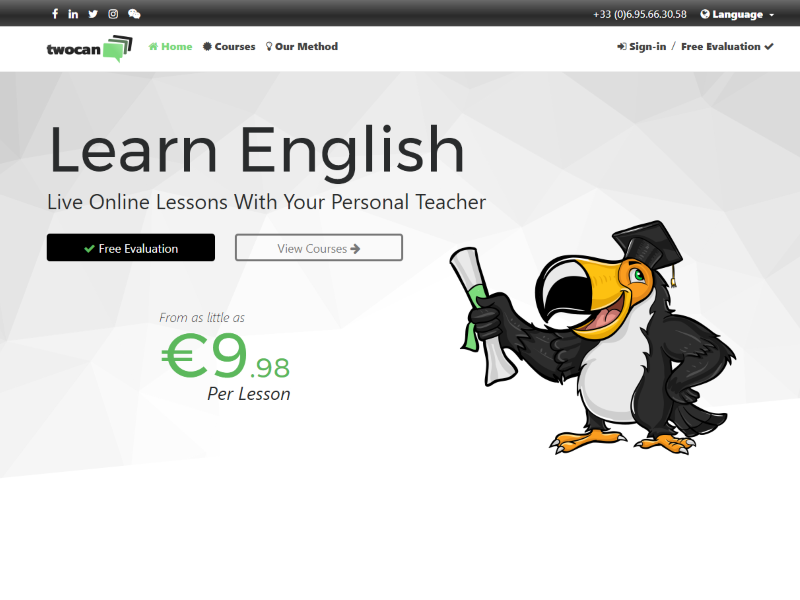 +33 (0)6.95.66.30.58 Language
twocan Home Courses Our Method Sign-in / Free Evaluation
Learn English
Live Online Lessons With Your Personal Teacher
Free Evaluation View Courses
From as little as
€9.98
Per Lesson